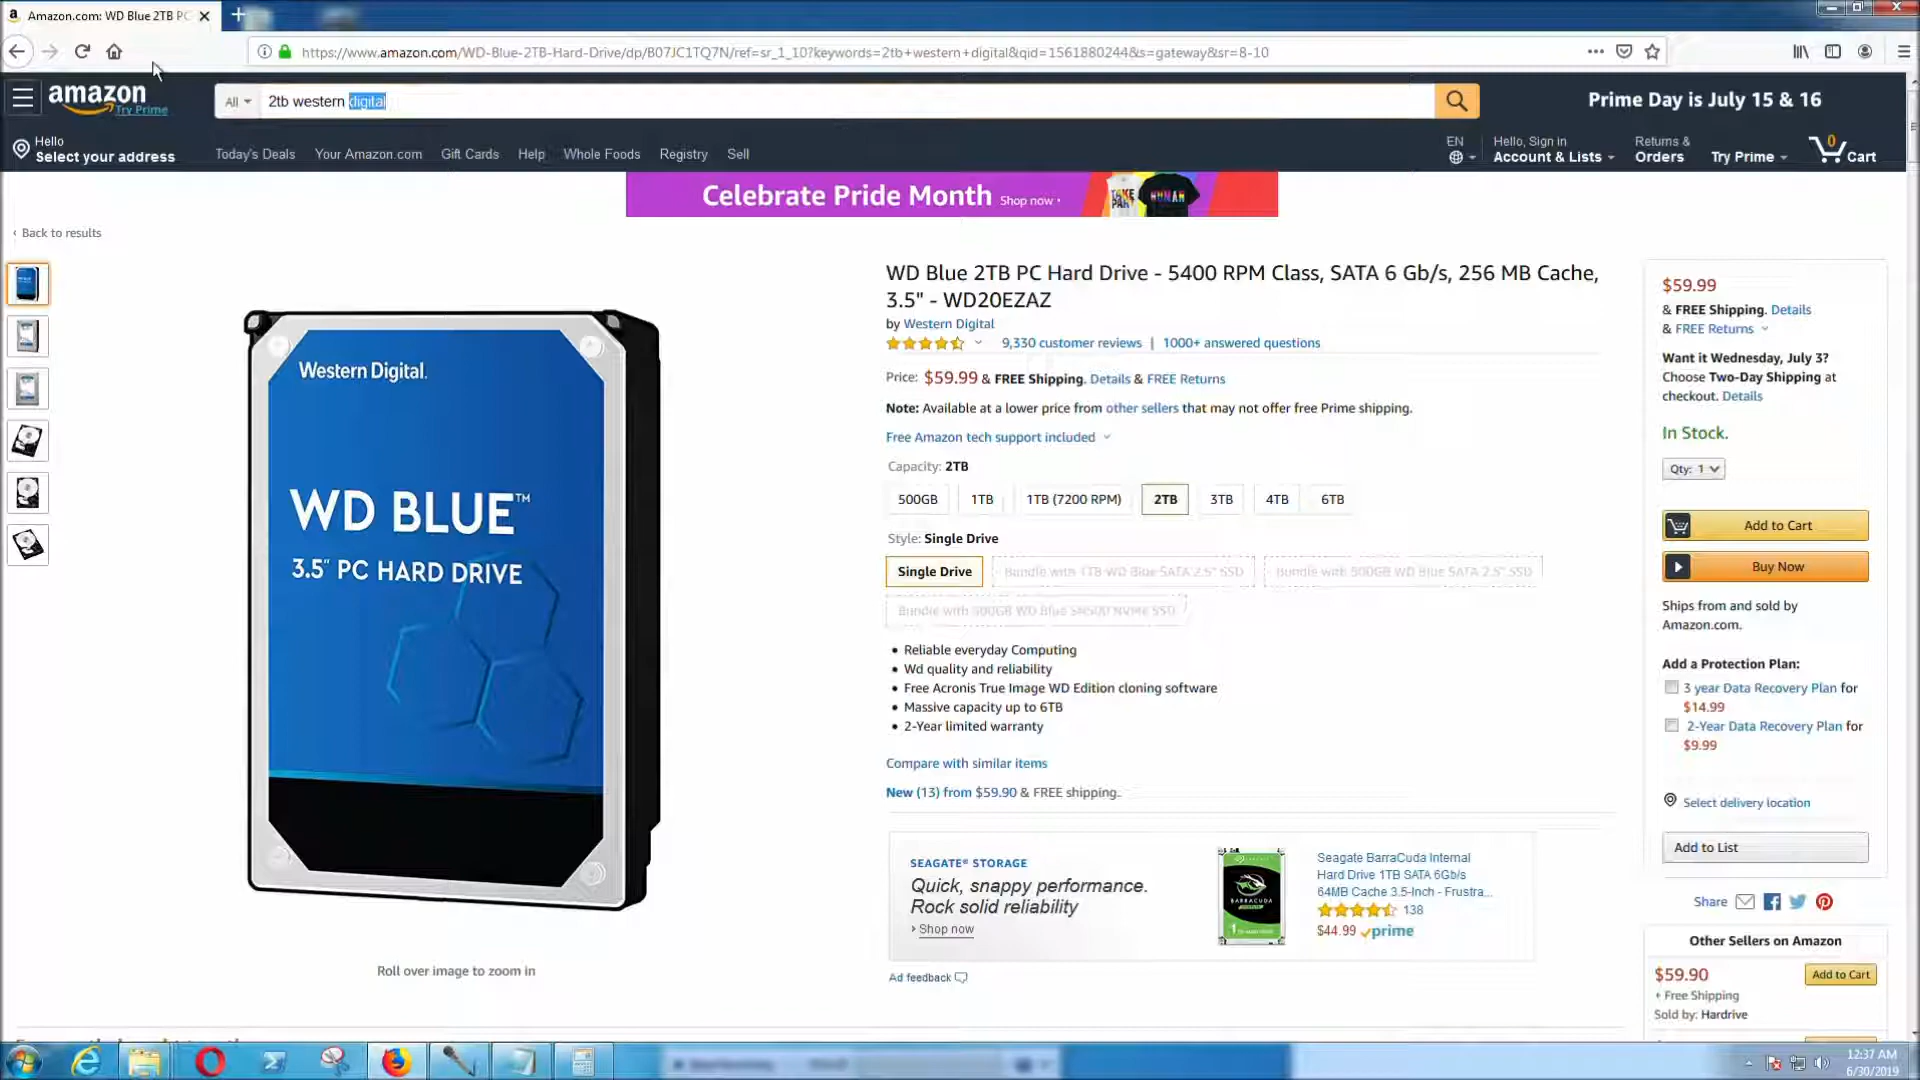 Amazon.com: WD Blue 2TB PC
https://www.amazon.com/WD-Blue-2TB-Hard-Drive/dp/B07JC1TQ7N/ref=sr_1_10?keywords=2tb+western+digital&qid=1561880244&s=gateway&sr=8-10
amazon
Try Prime
All
2tb western digital
Prime Day is July 15 & 16
Hello
Select your address
Today's Deals
Your Amazon.com
Gift Cards
Help
Whole Foods
Registry
Sell
EN
Hello, Sign in
Account & Lists
Returns &
Orders
Try Prime
0
Cart
Celebrate Pride Month Shop now
TAKE
PART
HUMAN
‹ Back to results
Western Digital.
WD BLUE™
3.5" PC HARD DRIVE
Roll over image to zoom in
WD Blue 2TB PC Hard Drive - 5400 RPM Class, SATA 6 Gb/s, 256 MB Cache,
3.5" - WD20EZAZ
by Western Digital
9,330 customer reviews | 1000+ answered questions
Price: $59.99 & FREE Shipping. Details & FREE Returns
Note: Available at a lower price from other sellers that may not offer free Prime shipping.
Free Amazon tech support included
Capacity: 2TB
500GB
1TB
1TB (7200 RPM)
2TB
3TB
4TB
6TB
Style: Single Drive
Single Drive
Bundle with 1TB WD Blue SATA 2.5" SSD
Bundle with 500GB WD Blue SATA 2.5" SSD
Bundle with 500GB WD Blue SN500 NVMe SSD
• Reliable everyday Computing
• Wd quality and reliability
• Free Acronis True Image WD Edition cloning software
• Massive capacity up to 6TB
• 2-Year limited warranty
Compare with similar items
New (13) from $59.90 & FREE shipping.
SEAGATE® STORAGE
Quick, snappy performance.
Rock solid reliability
› Shop now
BARRACUDA
Seagate BarraCuda Internal
Hard Drive 1TB SATA 6Gb/s
64MB Cache 3.5-Inch - Frustra...
138
$44.99 prime
Ad feedback
$59.99
& FREE Shipping. Details
& FREE Returns
Want it Wednesday, July 3?
Choose Two-Day Shipping at
checkout. Details
In Stock.
Qty: 1
Add to Cart
Buy Now
Ships from and sold by
Amazon.com.
Add a Protection Plan:
3 year Data Recovery Plan for
$14.99
2-Year Data Recovery Plan for
$9.99
Select delivery location
Add to List
Share
Other Sellers on Amazon
$59.90
Add to Cart
+ Free Shipping
Sold by: Hardrive
12:37 AM
6/30/2019